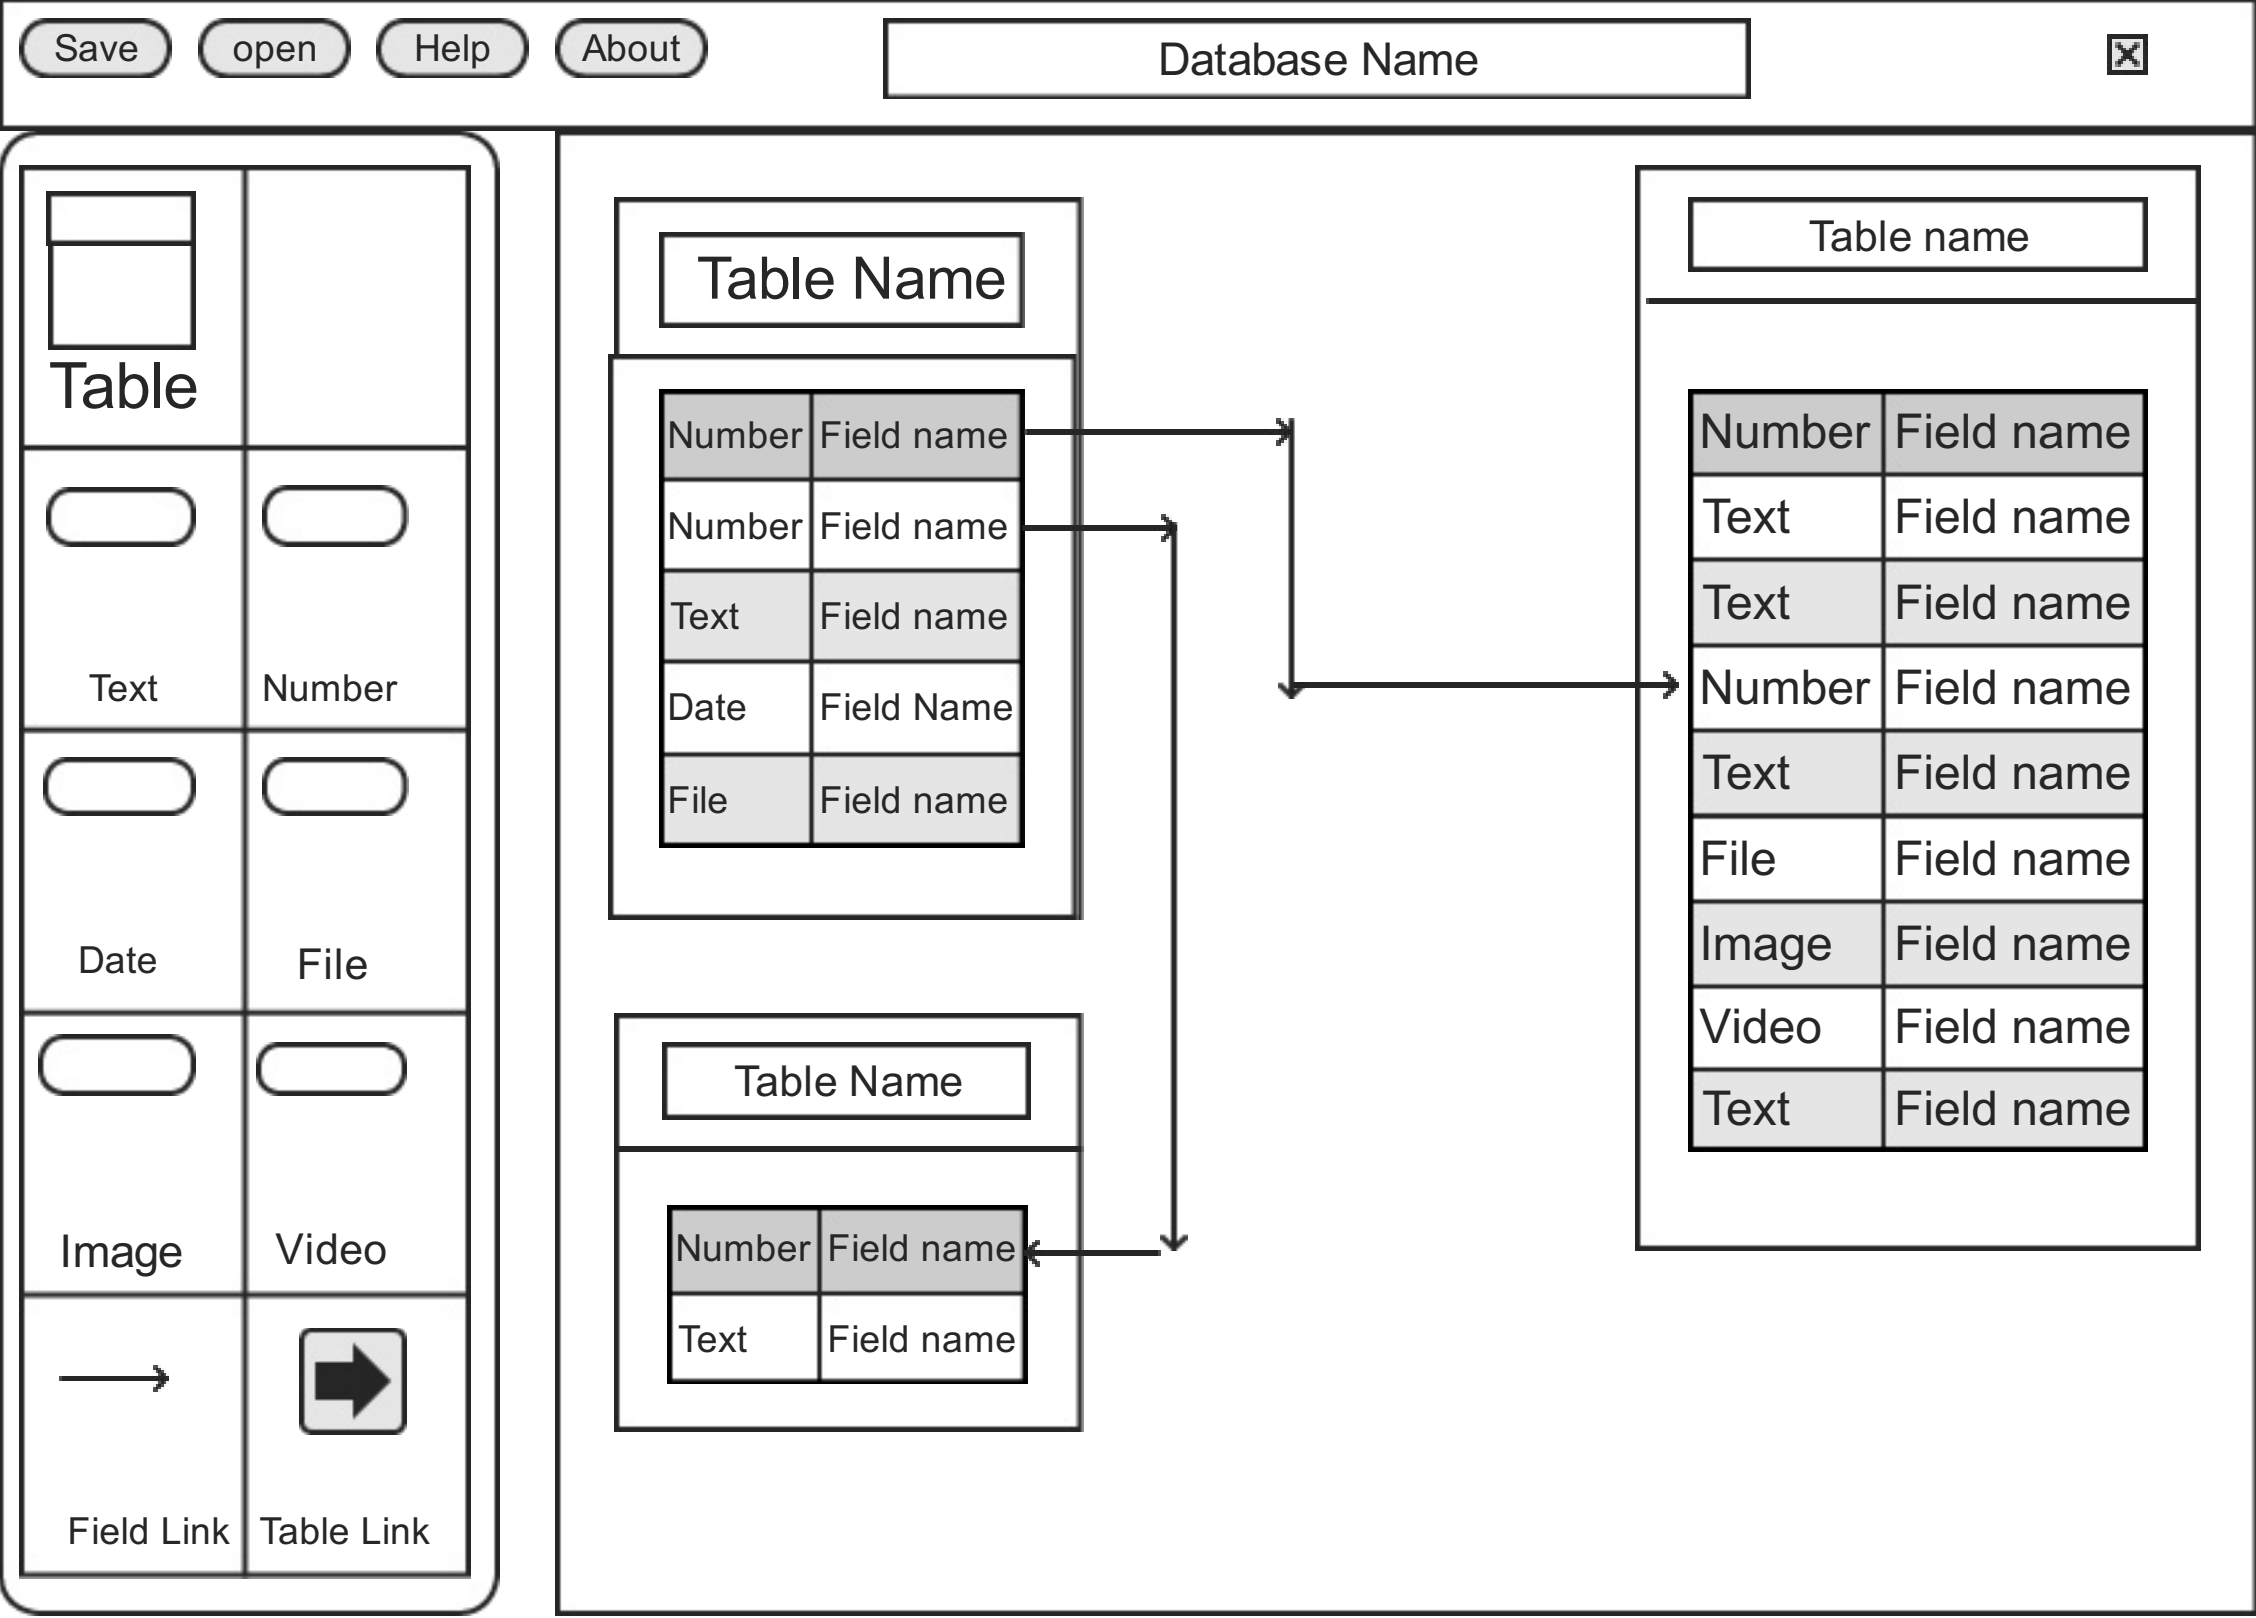 Save open Help About Database Name
Table
Text Number
Date File
Image Video
Field Link Table Link
Table Name
Number Field name
Number Field name
Text Field name
Date Field Name
File Field name
Table Name
Number Field name
Text Field name
Table name
Number Field name
Text Field name
Text Field name
Number Field name
Text Field name
File Field name
Image Field name
Video Field name
Text Field name